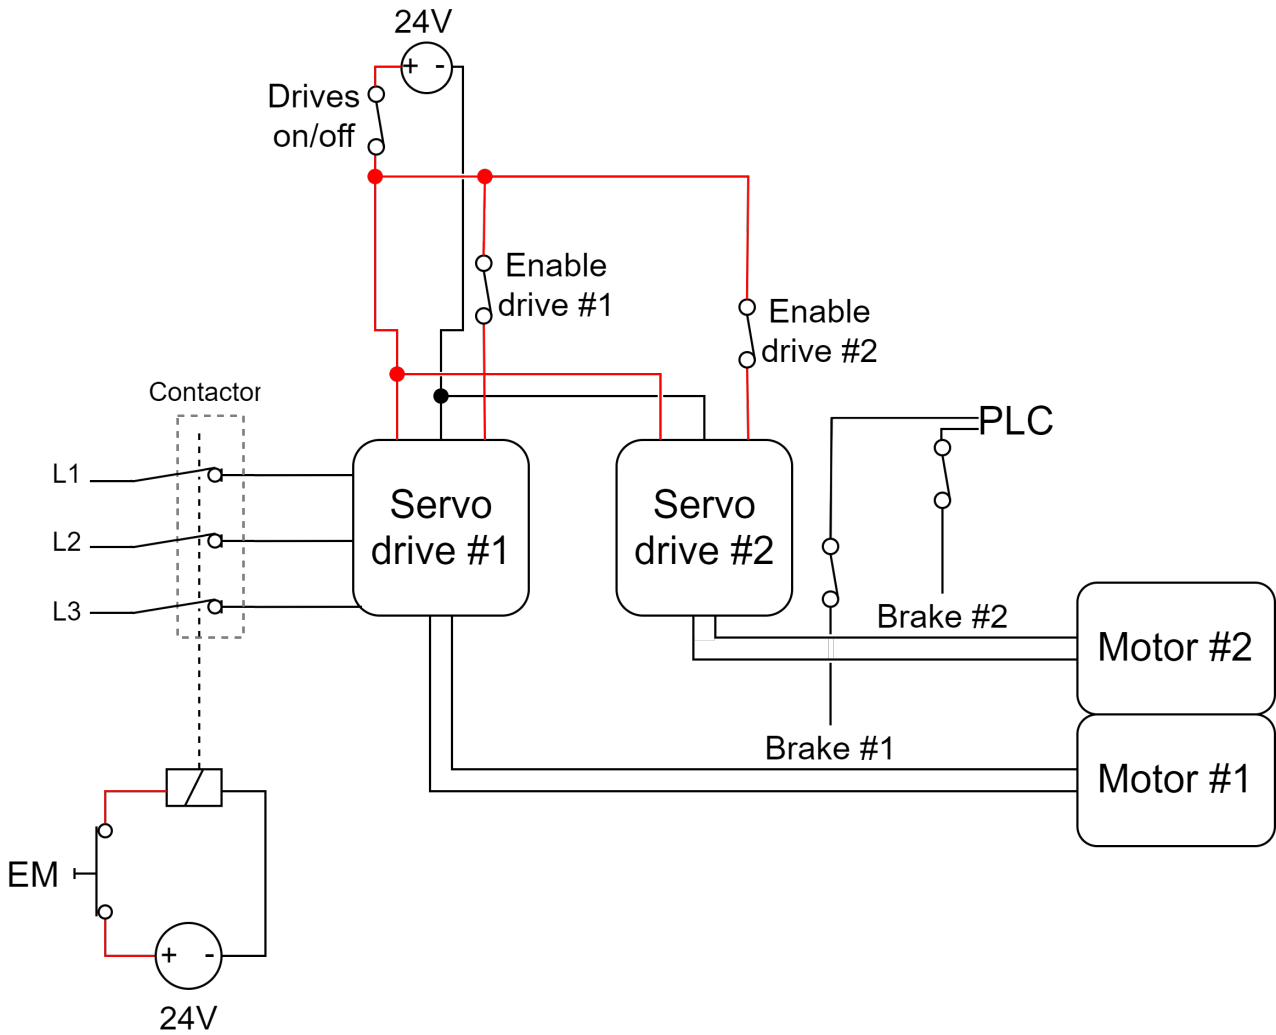 24V
+ -
Drives
on/off
Enable
drive #1
Enable
drive #2
Contactor
PLC
L1
L2
L3
Servo
drive #1
Servo
drive #2
Brake #2
Motor #2
Brake #1
Motor #1
EM
+ -
24V